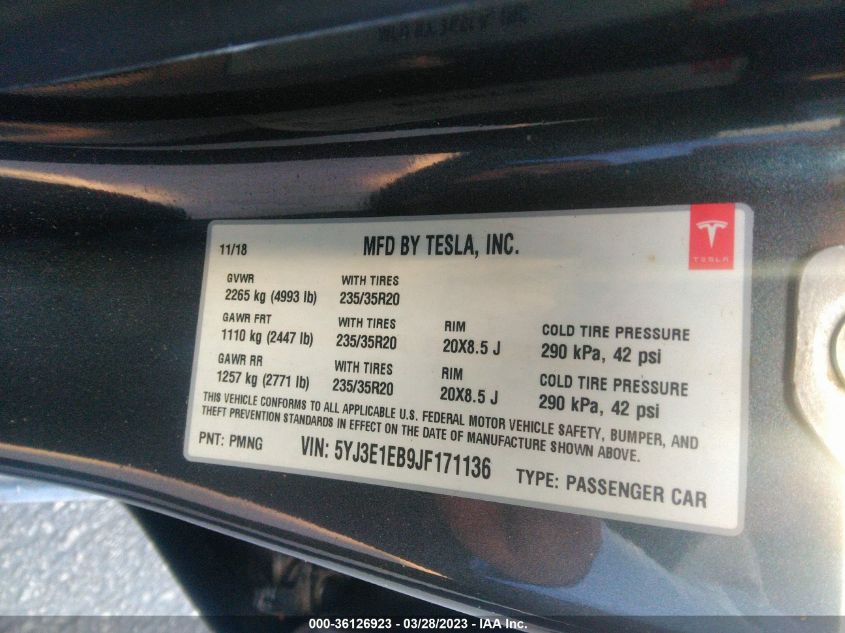 11/18 MFD BY TESLA, INC.
TESLA
GVWR WITH TIRES
2265 kg (4993 lb) 235/35R20
GAWR FRT WITH TIRES RIM COLD TIRE PRESSURE
1110 kg (2447 lb) 235/35R20 20X8.5 J 290 kPa, 42 psi
GAWR RR WITH TIRES RIM COLD TIRE PRESSURE
1257 kg (2771 lb) 235/35R20 20X8.5 J 290 kPa, 42 psi
THIS VEHICLE CONFORMS TO ALL APPLICABLE U.S. FEDERAL MOTOR VEHICLE SAFETY, BUMPER, AND
THEFT PREVENTION STANDARDS IN EFFECT ON THE DATE OF MANUFACTURE SHOWN ABOVE.
PNT: PMNG VIN: 5YJ3E1EB9JF171136 TYPE: PASSENGER CAR
000-36126923 - 03/28/2023 - IAA Inc.